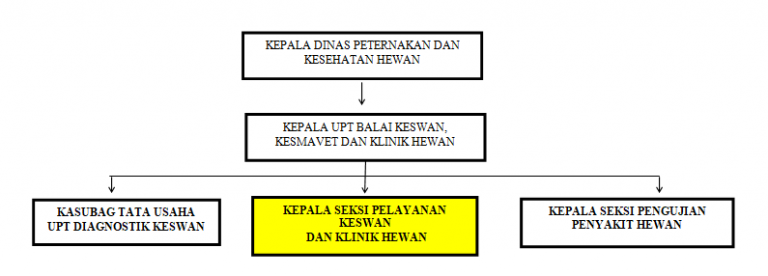 KEPALA DINAS PETERNAKAN DAN
KESEHATAN HEWAN
KEPALA UPT BALAI KESWAN,
KESMAVET DAN KLINIK HEWAN
KASUBAG TATA USAHA
UPT DIAGNOSTIK KESWAN
KEPALA SEKSI PELAYANAN
KESWAN
DAN KLINIK HEWAN
KEPALA SEKSI PENGUJIAN
PENYAKIT HEWAN